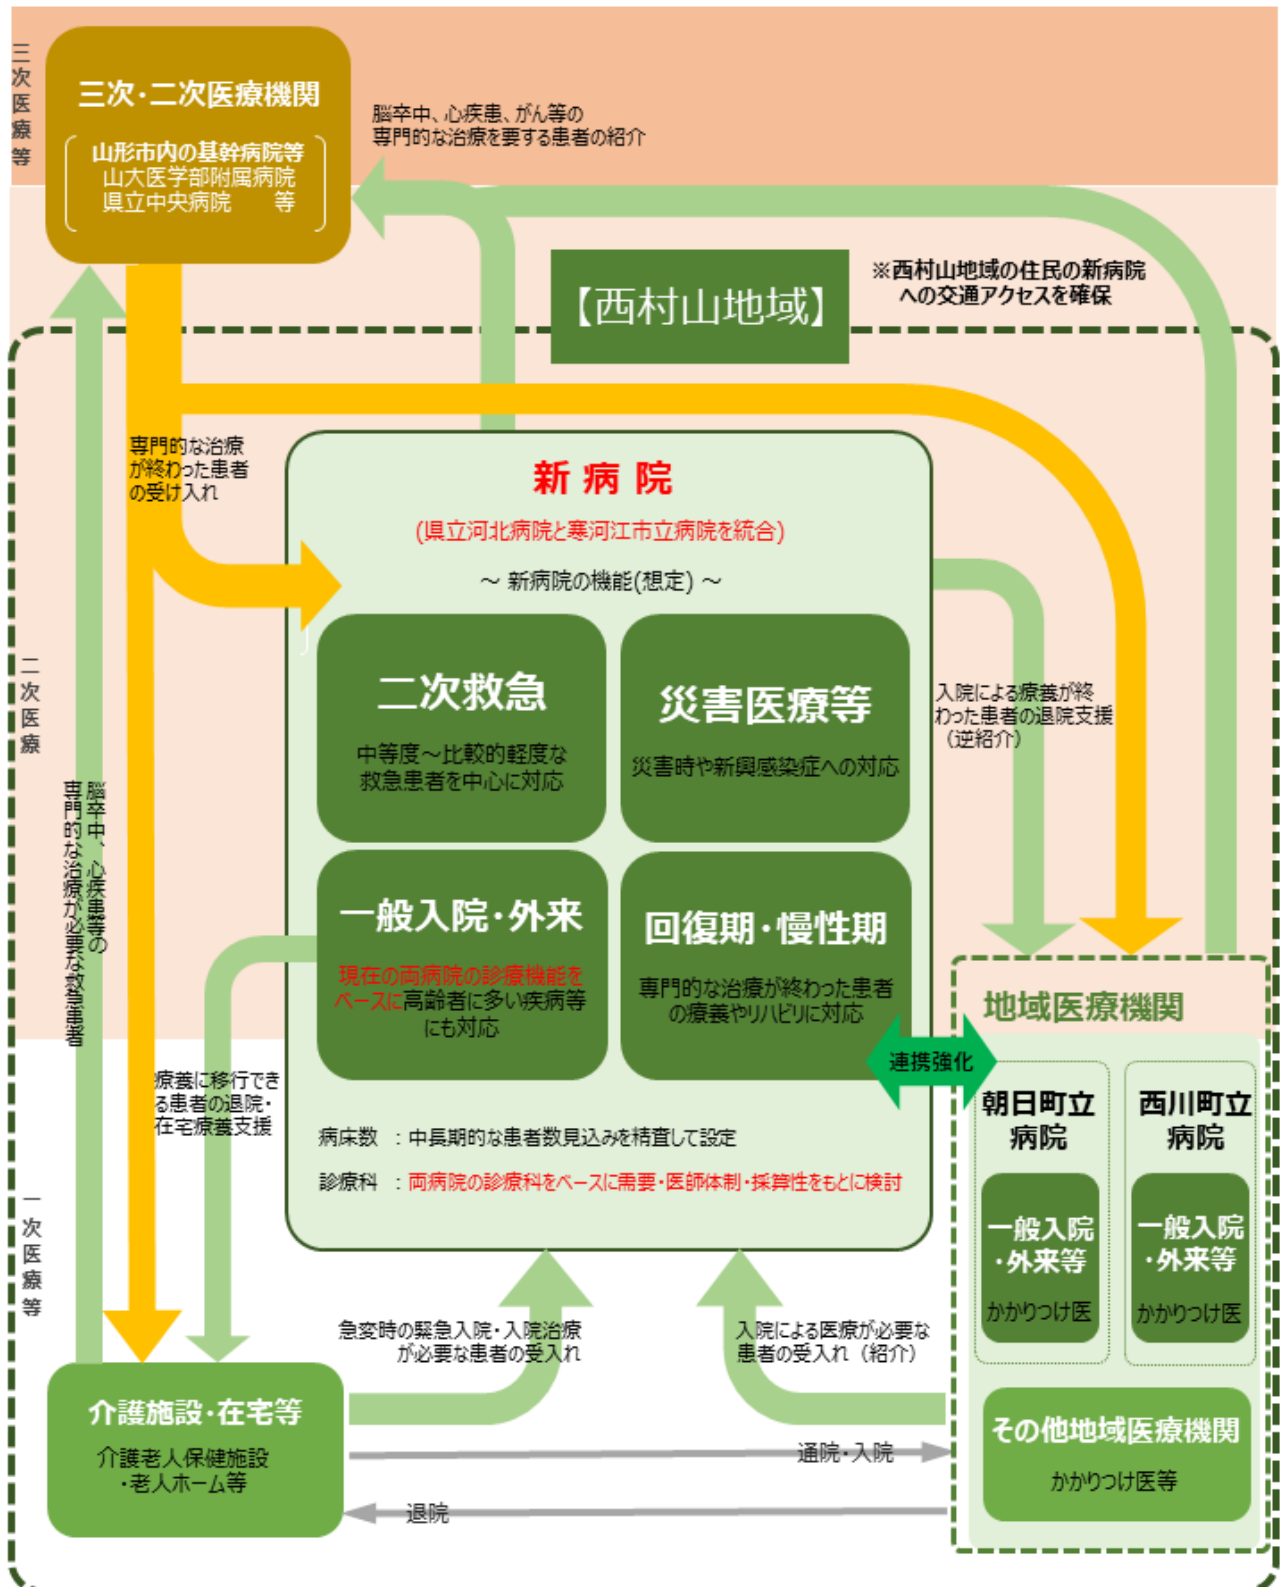 三次医療等
三次・二次医療機関
山形市内の基幹病院等
山大医学部附属病院
県立中央病院　　等
脳卒中、心疾患、がん等の
専門的な治療を要する患者の紹介
【西村山地域】
※西村山地域の住民の新病院
への交通アクセスを確保
専門的な治療
が終わった患者
の受け入れ
新 病 院
(県立河北病院と寒河江市立病院を統合)
～ 新病院の機能(想定) ～
二次救急
中等度～比較的軽度な
救急患者を中心に対応
災害医療等
災害時や新興感染症への対応
入院による療養が終
わった患者の退院支援
（逆紹介）
二次医療
脳卒中、心疾患等の
専門的な治療が必要な救急患者
一般入院・外来
現在の両病院の診療機能を
ベースに高齢者に多い疾病等
にも対応
回復期・慢性期
専門的な治療が終わった患者
の療養やリハビリに対応
連携強化
地域医療機関
朝日町立
病院
一般入院
・外来等
かかりつけ医
西川町立
病院
一般入院
・外来等
かかりつけ医
療養に移行でき
る患者の退院・
在宅療養支援
病床数　：中長期的な患者数見込みを精査して設定
診療科　：両病院の診療科をベースに需要・医師体制・採算性をもとに検討
一次医療等
急変時の緊急入院・入院治療
が必要な患者の受入れ
入院による医療が必要な
患者の受入れ（紹介）
介護施設・在宅等
介護老人保健施設
・老人ホーム等
通院・入院
退院
その他地域医療機関
かかりつけ医等